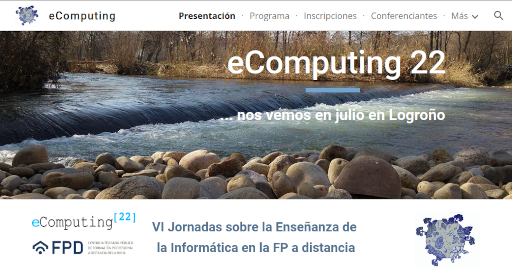 eComputing
Presentación · Programa · Inscripciones · Conferenciantes · Más
eComputing 22
... nos vemos en julio en Logroño
eComputing[22]
FPD
VI Jornadas sobre la Enseñanza de
la Informática en la FP a distancia